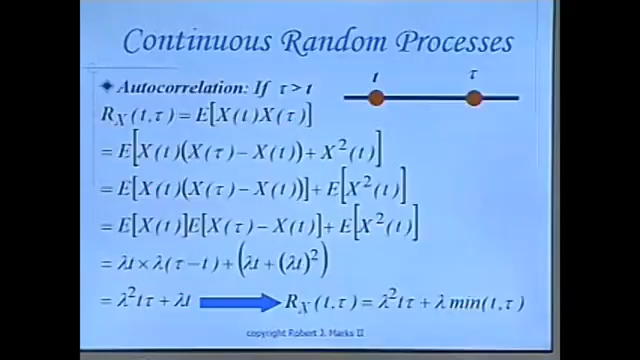 Continuous Random Processes
Autocorrelation: If τ > t
t τ
R_X(t,τ) = E[X(t)X(τ)]
= E[X(t)(X(τ) − X(t)) + X²(t)]
= E[X(t)(X(τ) − X(t))] + E[X²(t)]
= E[X(t)]E[X(τ) − X(t)] + E[X²(t)]
= λt × λ(τ − t) + (λt + (λt)²)
= λ²tτ + λt R_X(t,τ) = λ²tτ + λ min(t,τ)
copyright Robert J. Marks II